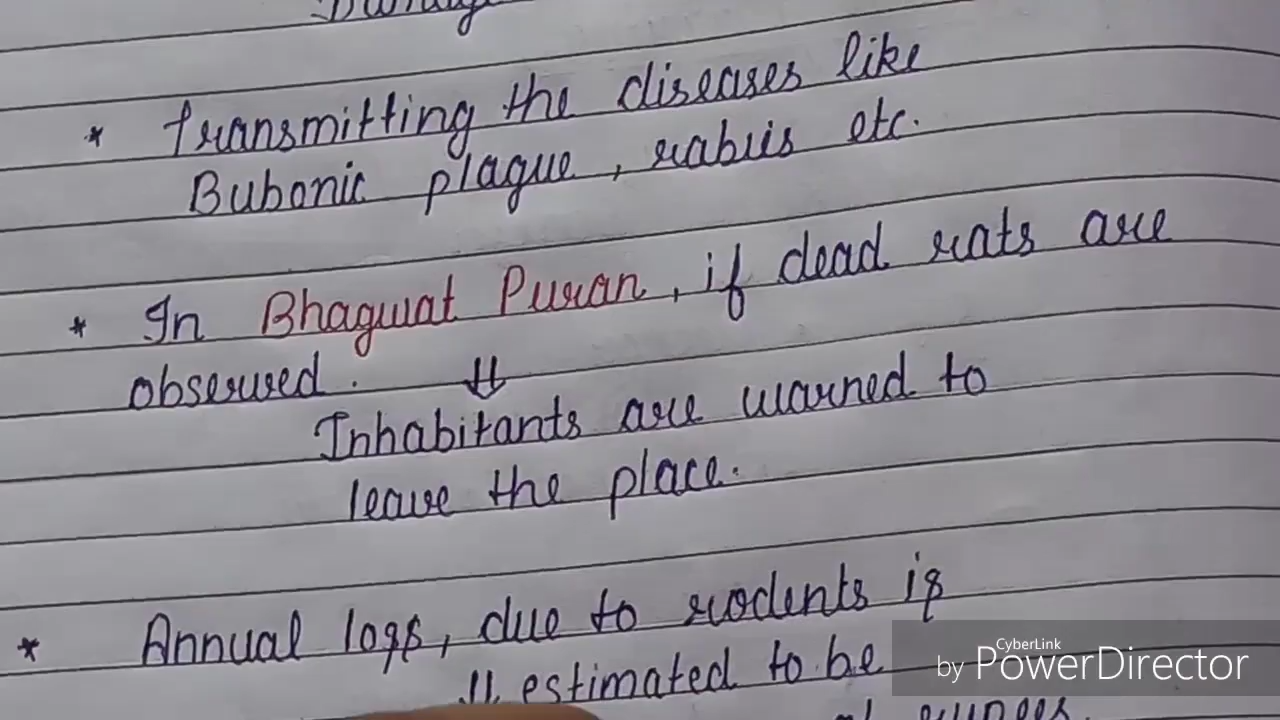 * transmitting the diseases like
Bubonic plague, rabies etc.
* In Bhagwat Puran, if dead rats are
observed. ⇓
Inhabitants are warned to
leave the place.
* Annual loss, due to rodents is
estimated to be
CyberLink
by PowerDirector